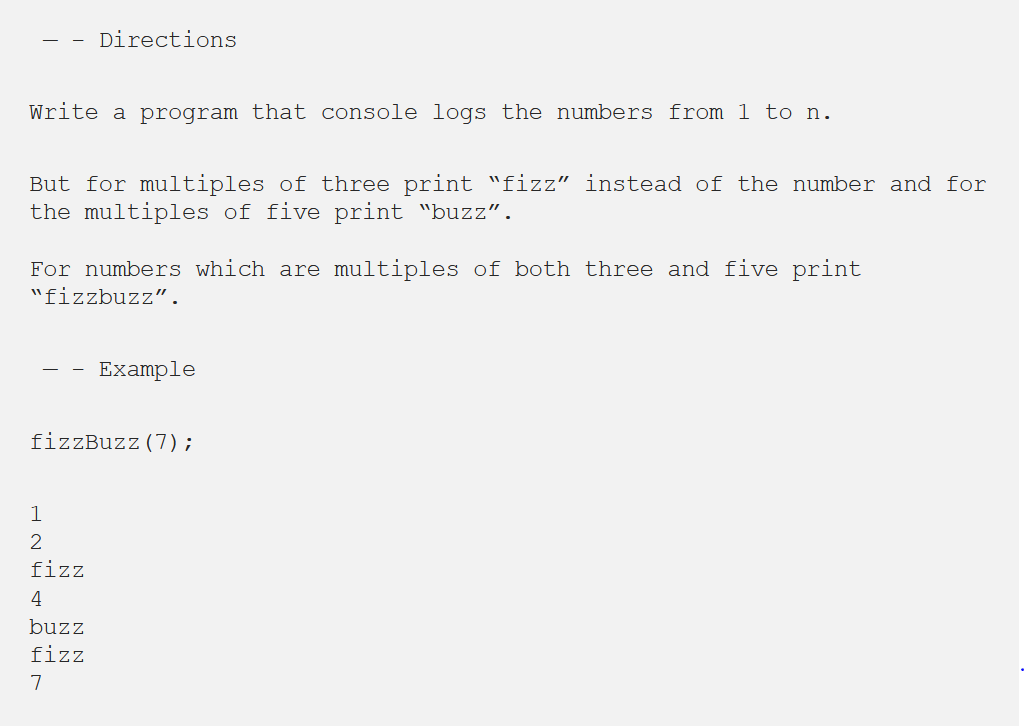 — – Directions
Write a program that console logs the numbers from 1 to n.
But for multiples of three print “fizz” instead of the number and for
the multiples of five print “buzz”.
For numbers which are multiples of both three and five print
“fizzbuzz”.
— – Example
fizzBuzz(7);
1
2
fizz
4
buzz
fizz
7